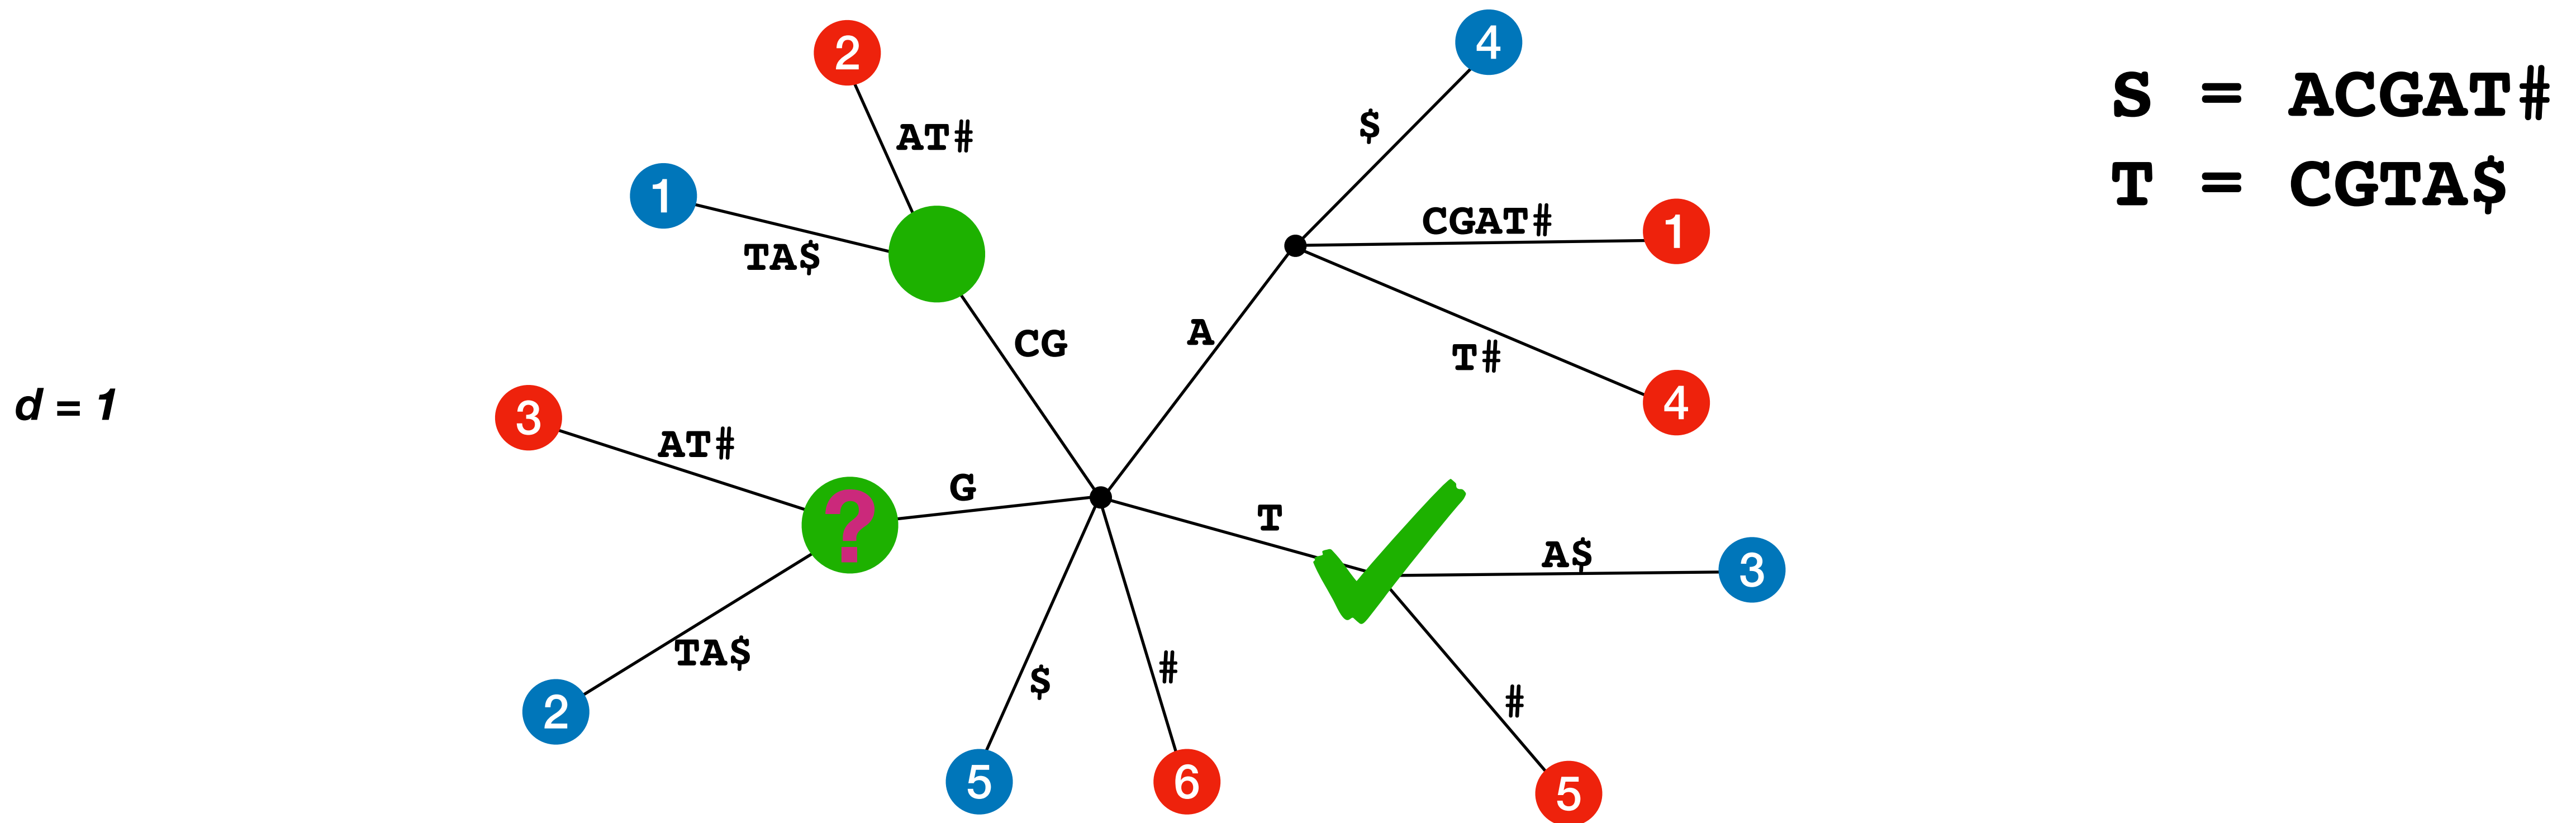 2
4
S = ACGAT#
AT#
$
1
T = CGTA$
CGAT#
1
TA$
CG
A
T#
d = 1
3
AT#
4
G
?
T
A$
3
TA$
$
#
#
2
5
6
5